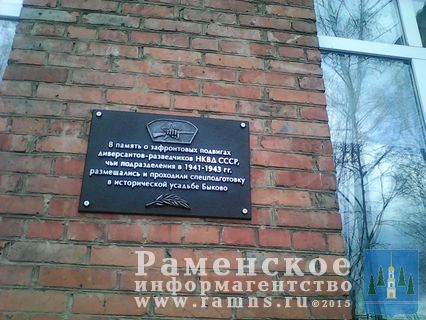 В память о зафронтовых подвигах
диверсантов-разведчиков НКВД СССР,
чьи подразделения в 1941-1943 гг.
размещались и проходили спецподготовку
в исторической усадьбе Быково
Раменское
информагентство
www.ramns.ru©2015